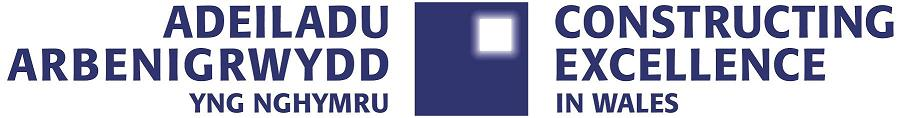 ADEILADU
ARBENIGRWYDD
YNG NGHYMRU
CONSTRUCTING
EXCELLENCE
IN WALES